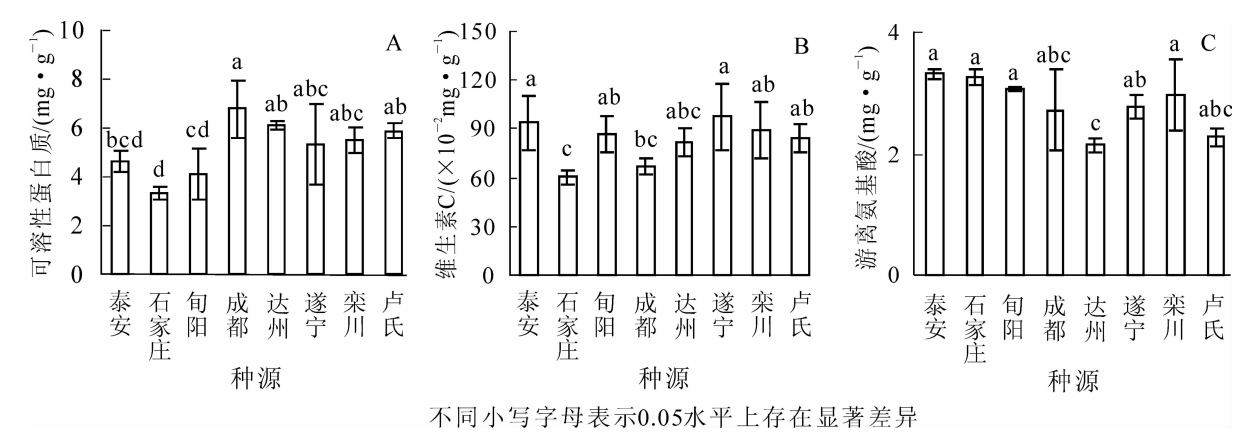 A
可溶性蛋白质/(mg·g⁻¹)
10
8
6
4
2
0
bcd
d
cd
a
ab
abc
abc
ab
泰安
石家庄
旬阳
成都
达州
遂宁
栾川
卢氏
种源
B
维生素C/(×10⁻²mg·g⁻¹)
150
120
90
60
30
0
a
c
ab
bc
abc
a
ab
ab
泰安
石家庄
旬阳
成都
达州
遂宁
栾川
卢氏
种源
C
游离氨基酸/(mg·g⁻¹)
4
2
0
a
a
a
abc
c
ab
a
abc
泰安
石家庄
旬阳
成都
达州
遂宁
栾川
卢氏
种源
不同小写字母表示0.05水平上存在显著差异